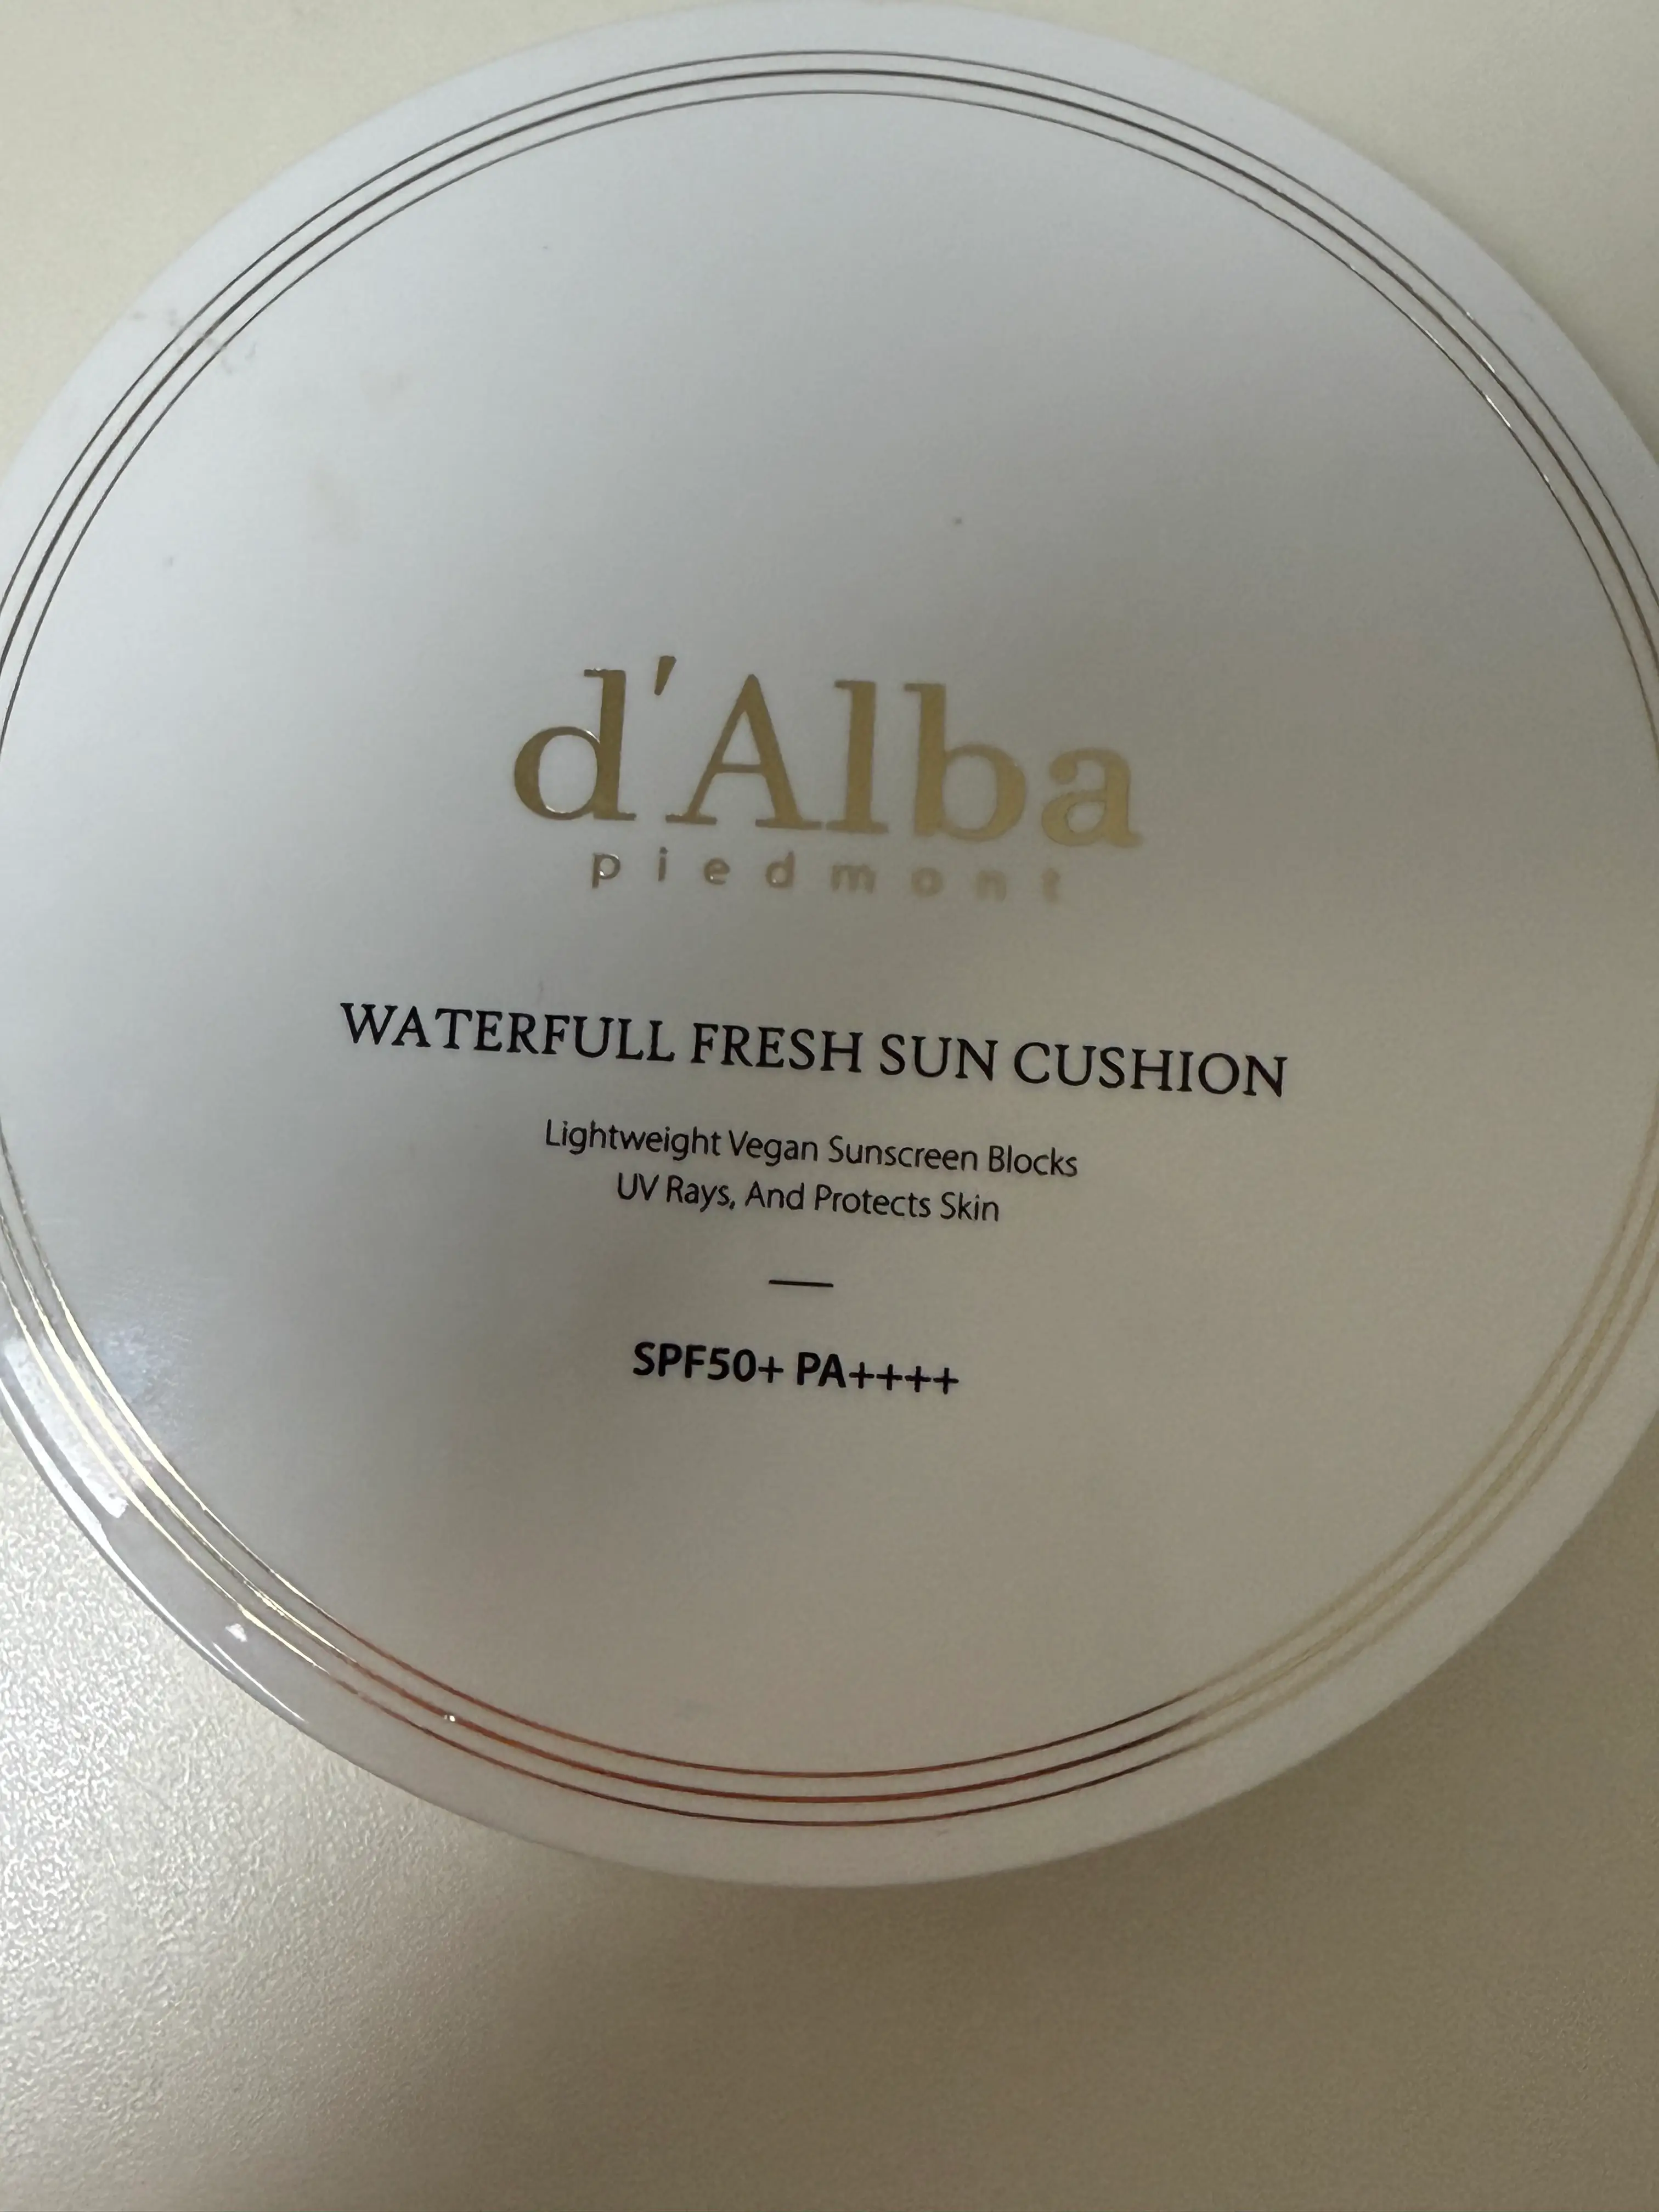 d'Alba
piedmont
WATERFULL FRESH SUN CUSHION
Lightweight Vegan Sunscreen Blocks
UV Rays, And Protects Skin
SPF50+ PA++++